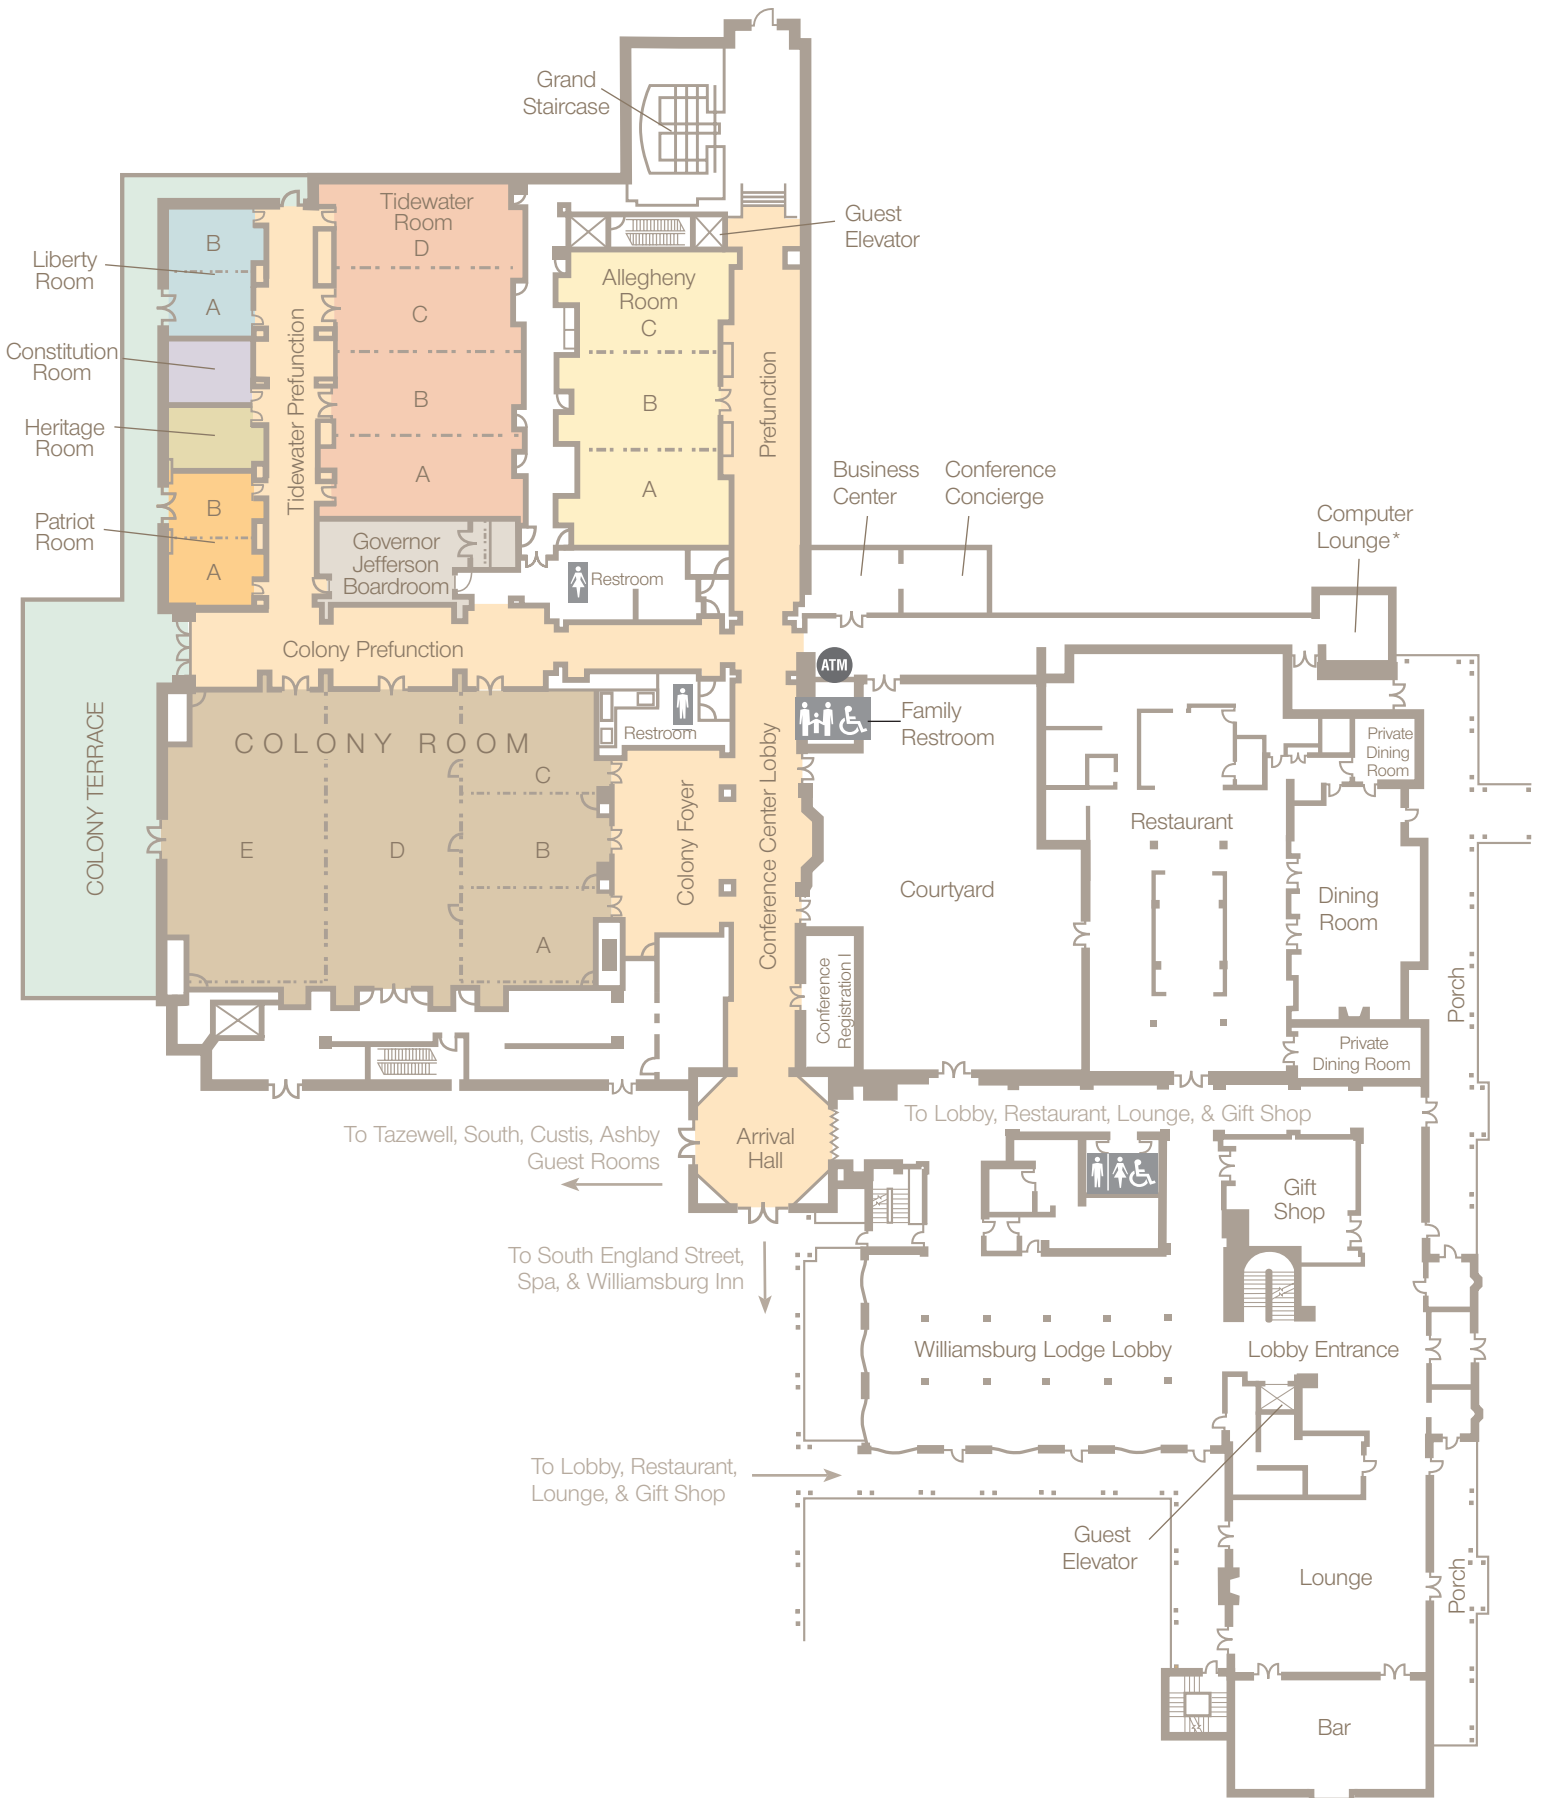 Grand
Staircase
Tidewater
Room
D
C
B
A
Guest
Elevator
Liberty
Room
B
A
Allegheny
Room
C
B
A
Constitution
Room
Heritage
Room
Patriot
Room
B
A
Tidewater Prefunction
Prefunction
Business
Center
Conference
Concierge
Computer
Lounge*
Governor
Jefferson
Boardroom
Restroom
Colony Prefunction
ATM
Family
Restroom
Restroom
COLONY TERRACE
COLONY ROOM
C
E
D
B
A
Colony Foyer
Conference Center Lobby
Private
Dining
Room
Restaurant
Courtyard
Dining
Room
Conference
Registration I
Porch
Private
Dining Room
To Lobby, Restaurant, Lounge, & Gift Shop
To Tazewell, South, Custis, Ashby
Guest Rooms
Arrival
Hall
Gift
Shop
To South England Street,
Spa, & Williamsburg Inn
Williamsburg Lodge Lobby
Lobby Entrance
To Lobby, Restaurant,
Lounge, & Gift Shop
Guest
Elevator
Lounge
Porch
Bar